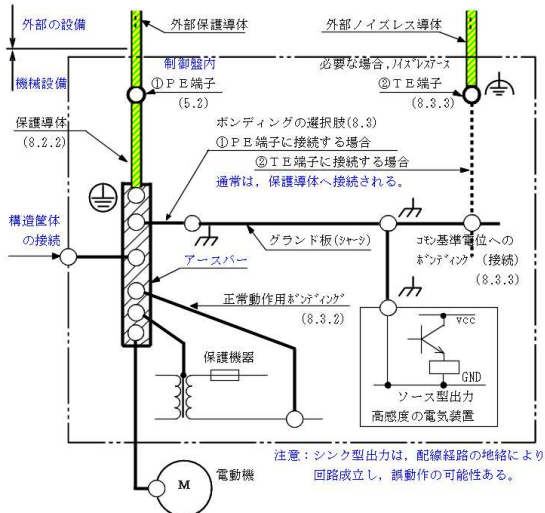 外部の設備
外部保護導体
外部ノイズレス導体
機械設備
制御盤内
①ＰＥ端子
(5.2)
必要な場合，ﾉｲｽﾞﾚｽｱｰｽ
②ＴＥ端子
(8.3.3)
保護導体
(8.2.2)
ボンディングの選択肢(8.3)
①ＰＥ端子に接続する場合
②ＴＥ端子に接続する場合
通常は，保護導体へ接続される。
構造筐体
の接続
グランド板(ｼｬｰｼ)
ｺﾓﾝ基準電位への
ﾎﾞﾝﾃﾞｨﾝｸﾞ（接続）
(8.3.3)
アースバー
正常動作用ﾎﾞﾝﾃﾞｨﾝｸﾞ
(8.3.2)
保護機器
vcc
GND
ソース型出力
高感度の電気装置
注意：シンク型出力は，配線経路の地絡により
回路成立し，誤動作の可能性ある。
M
電動機